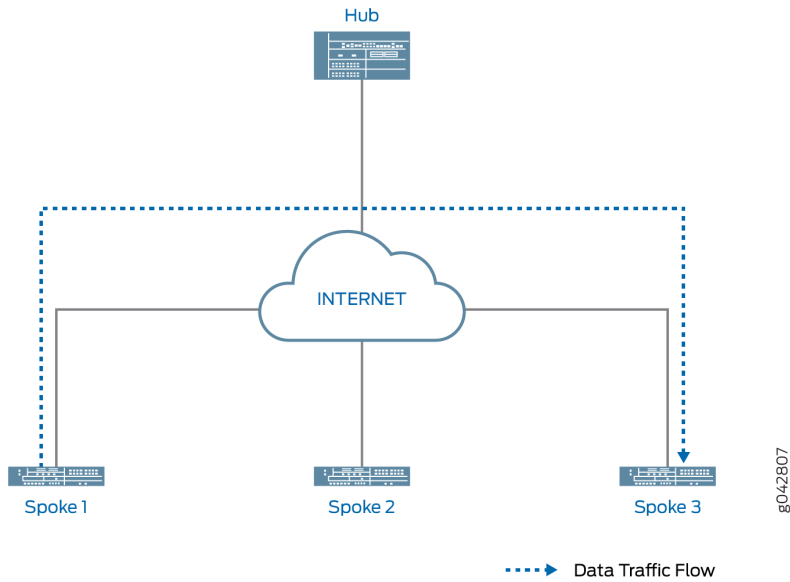 Hub
INTERNET
Spoke 1
Spoke 2
Spoke 3
g042807
Data Traffic Flow